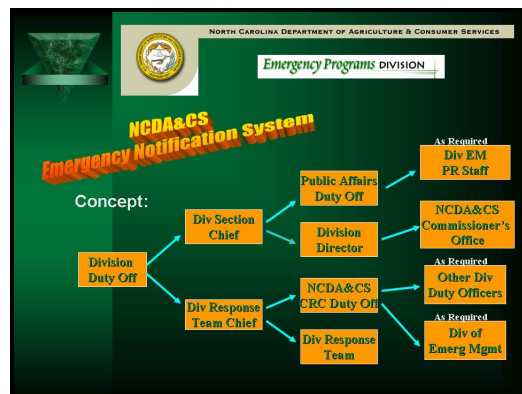 NORTH CAROLINA DEPARTMENT OF AGRICULTURE & CONSUMER SERVICES
Emergency Programs DIVISION
NCDA&CS
Emergency Notification System
Concept:
Division
Duty Off
Div Section
Chief
Div Response
Team Chief
Public Affairs
Duty Off
Division
Director
NCDA&CS
CRC Duty Off
Div Response
Team
As Required
Div EM
PR Staff
NCDA&CS
Commissioner's
Office
As Required
Other Div
Duty Officers
As Required
Div of
Emerg Mgmt